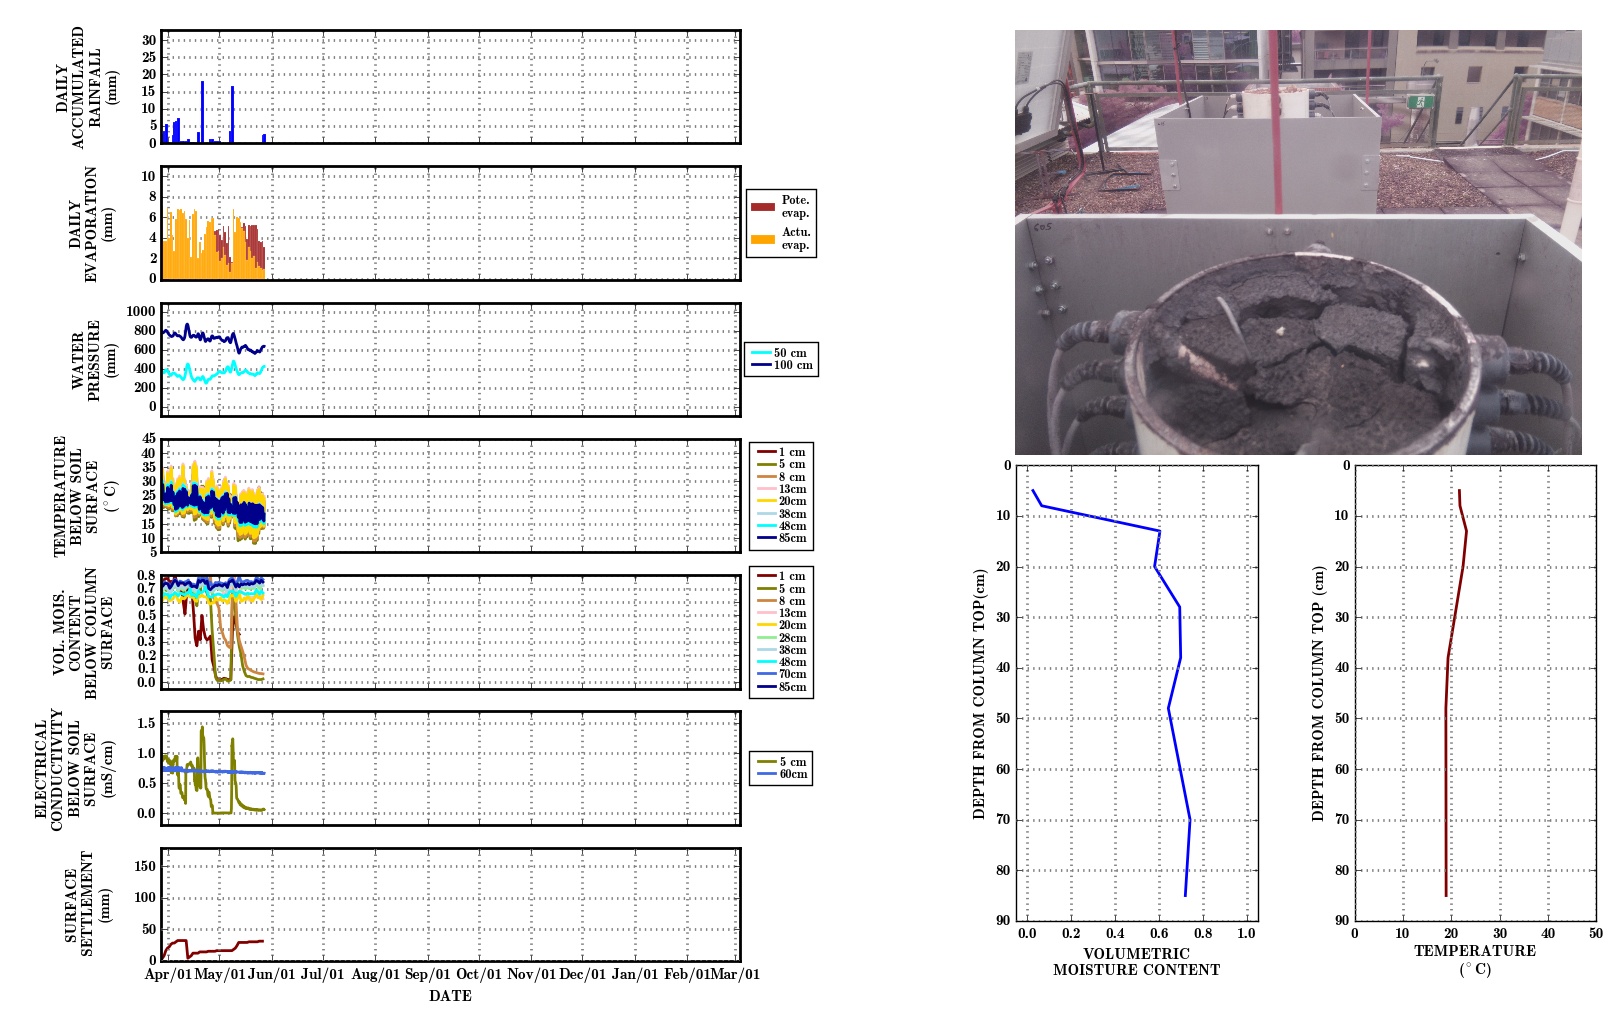 DAILY
ACCUMULATED
RAINFALL
(mm)
30
25
20
15
10
5
0
DAILY
EVAPORATION
(mm)
10
8
6
4
2
0
Pote.
evap.
Actu.
evap.
WATER
PRESSURE
(mm)
1000
800
600
400
200
0
50 cm
100 cm
TEMPERATURE
BELOW SOIL
SURFACE
(°C)
45
40
35
30
25
20
15
10
5
1 cm
5 cm
8 cm
13cm
20cm
38cm
48cm
85cm
VOL. MOIS.
CONTENT
BELOW COLUMN
SURFACE
0.8
0.7
0.6
0.5
0.4
0.3
0.2
0.1
0.0
1 cm
5 cm
8 cm
13cm
20cm
28cm
38cm
48cm
70cm
85cm
ELECTRICAL
CONDUCTIVITY
BELOW SOIL
SURFACE
(mS/cm)
1.5
1.0
0.5
0.0
5 cm
60cm
SURFACE
SETTLEMENT
(mm)
150
100
50
0
Apr/01 May/01 Jun/01 Jul/01 Aug/01 Sep/01 Oct/01 Nov/01 Dec/01 Jan/01 Feb/01 Mar/01
DATE
DEPTH FROM COLUMN TOP(cm)
0
10
20
30
40
50
60
70
80
90
0.0 0.2 0.4 0.6 0.8 1.0
VOLUMETRIC
MOISTURE CONTENT
DEPTH FROM COLUMN TOP (cm)
0
10
20
30
40
50
60
70
80
90
0 10 20 30 40 50
TEMPERATURE
(°C)